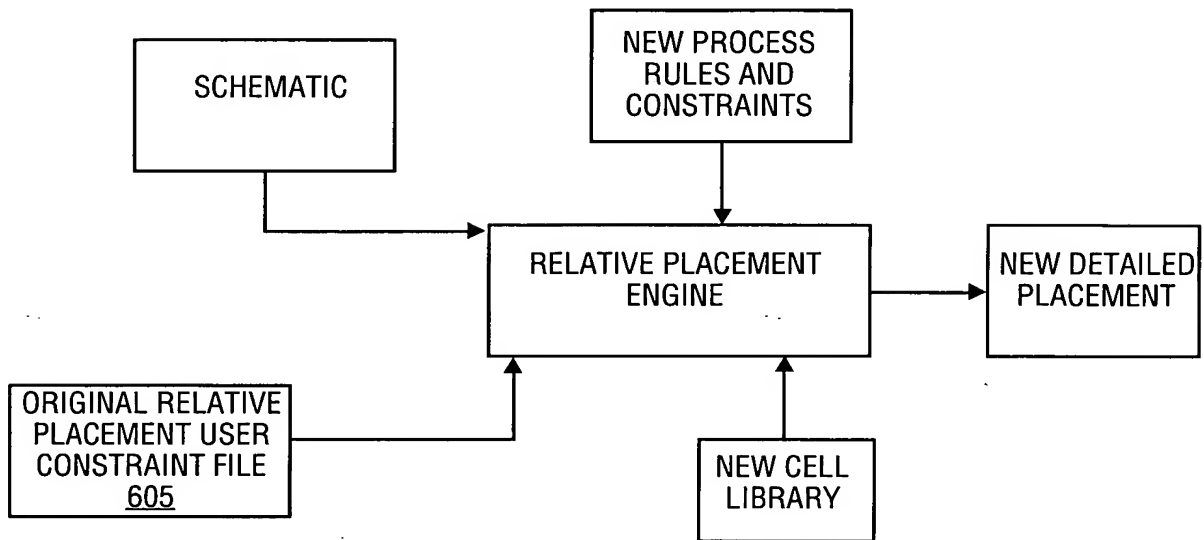 SCHEMATIC
NEW PROCESS
RULES AND
CONSTRAINTS
RELATIVE PLACEMENT
ENGINE
NEW DETAILED
PLACEMENT
ORIGINAL RELATIVE
PLACEMENT USER
CONSTRAINT FILE
605
NEW CELL
LIBRARY